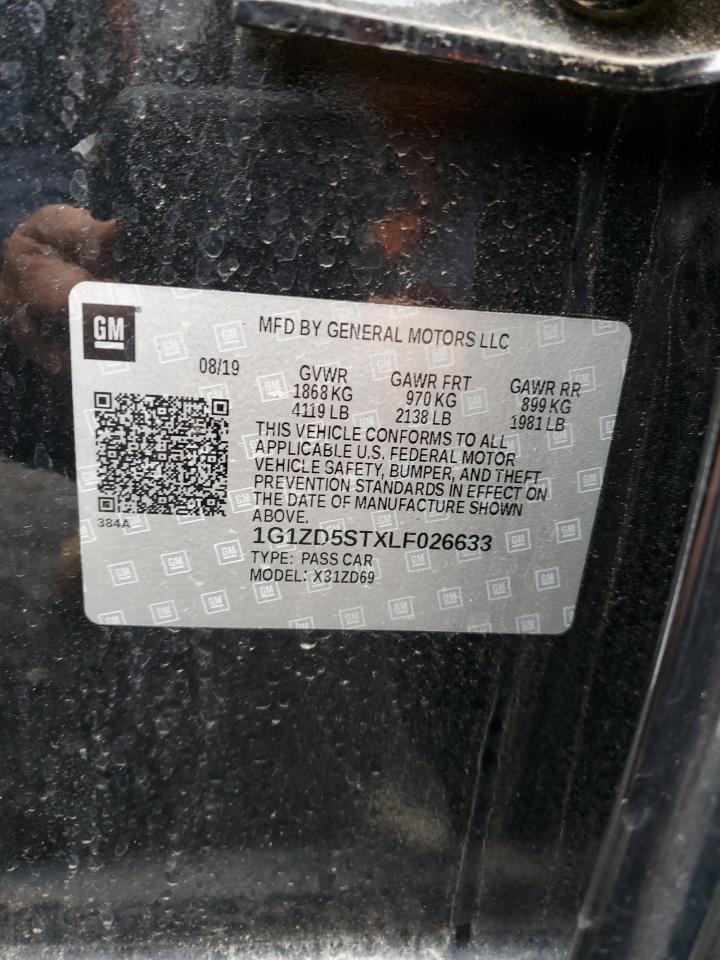 GM
MFD BY GENERAL MOTORS LLC
08/19
GVWR
1868 KG
4119 LB
GAWR FRT
970 KG
2138 LB
GAWR RR
899 KG
1981 LB
THIS VEHICLE CONFORMS TO ALL
APPLICABLE U.S. FEDERAL MOTOR
VEHICLE SAFETY, BUMPER, AND THEFT
PREVENTION STANDARDS IN EFFECT ON
THE DATE OF MANUFACTURE SHOWN
ABOVE.
384A
1G1ZD5STXLF026633
TYPE: PASS CAR
MODEL: X31ZD69